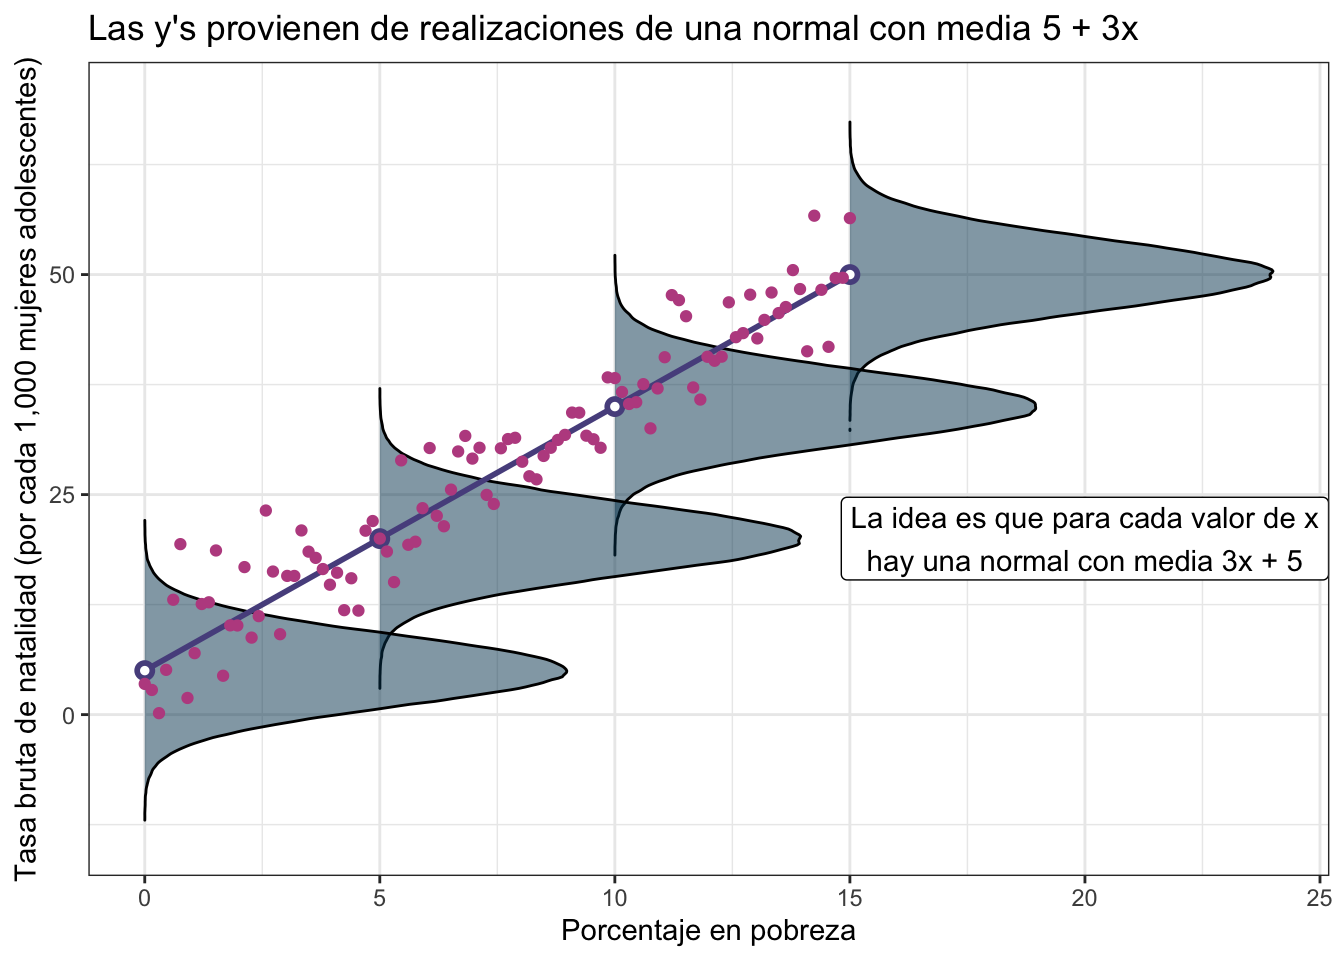 Las y's provienen de realizaciones de una normal con media 5 + 3x
Tasa bruta de natalidad (por cada 1,000 mujeres adolescentes)
50
25
0
La idea es que para cada valor de x
hay una normal con media 3x + 5
0 5 10 15 20 25
Porcentaje en pobreza